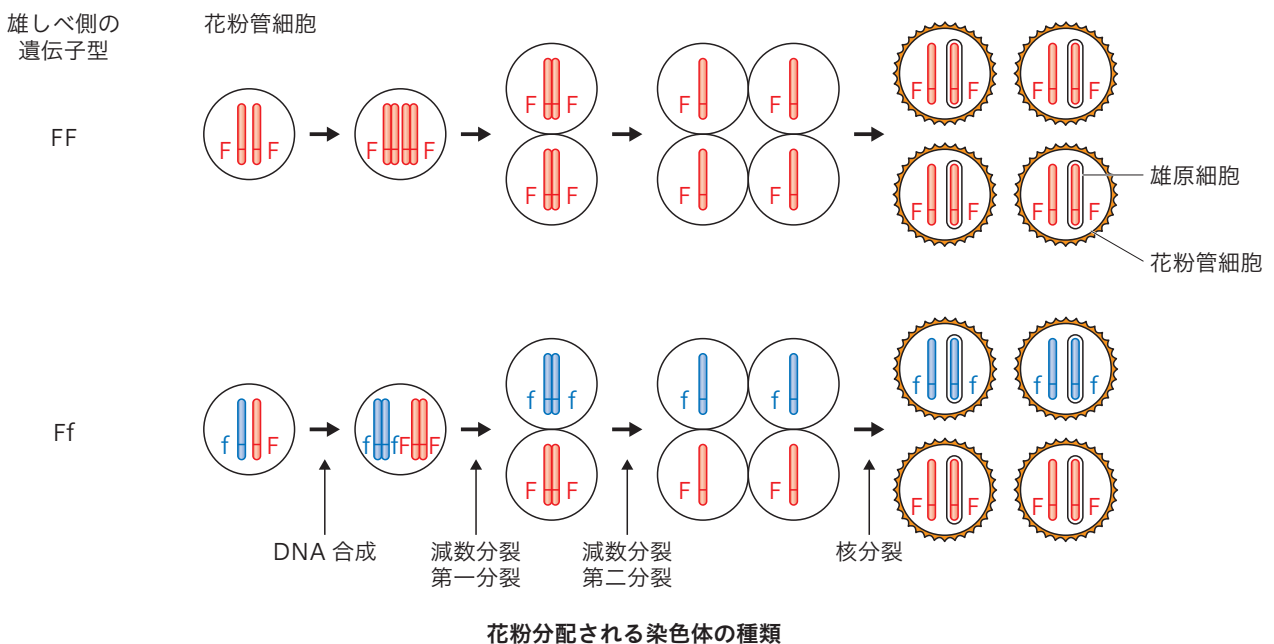 雄しべ側の
遺伝子型
花粉管細胞
FF
F F
F F
F F
F F
F F
F F
F F
F F
F F
F F
F F
F F
雄原細胞
花粉管細胞
Ff
f F
f f F F
f f
F F
f f
F F
f f
f f
F F
F F
DNA 合成
減数分裂
第一分裂
減数分裂
第二分裂
核分裂
花粉分配される染色体の種類